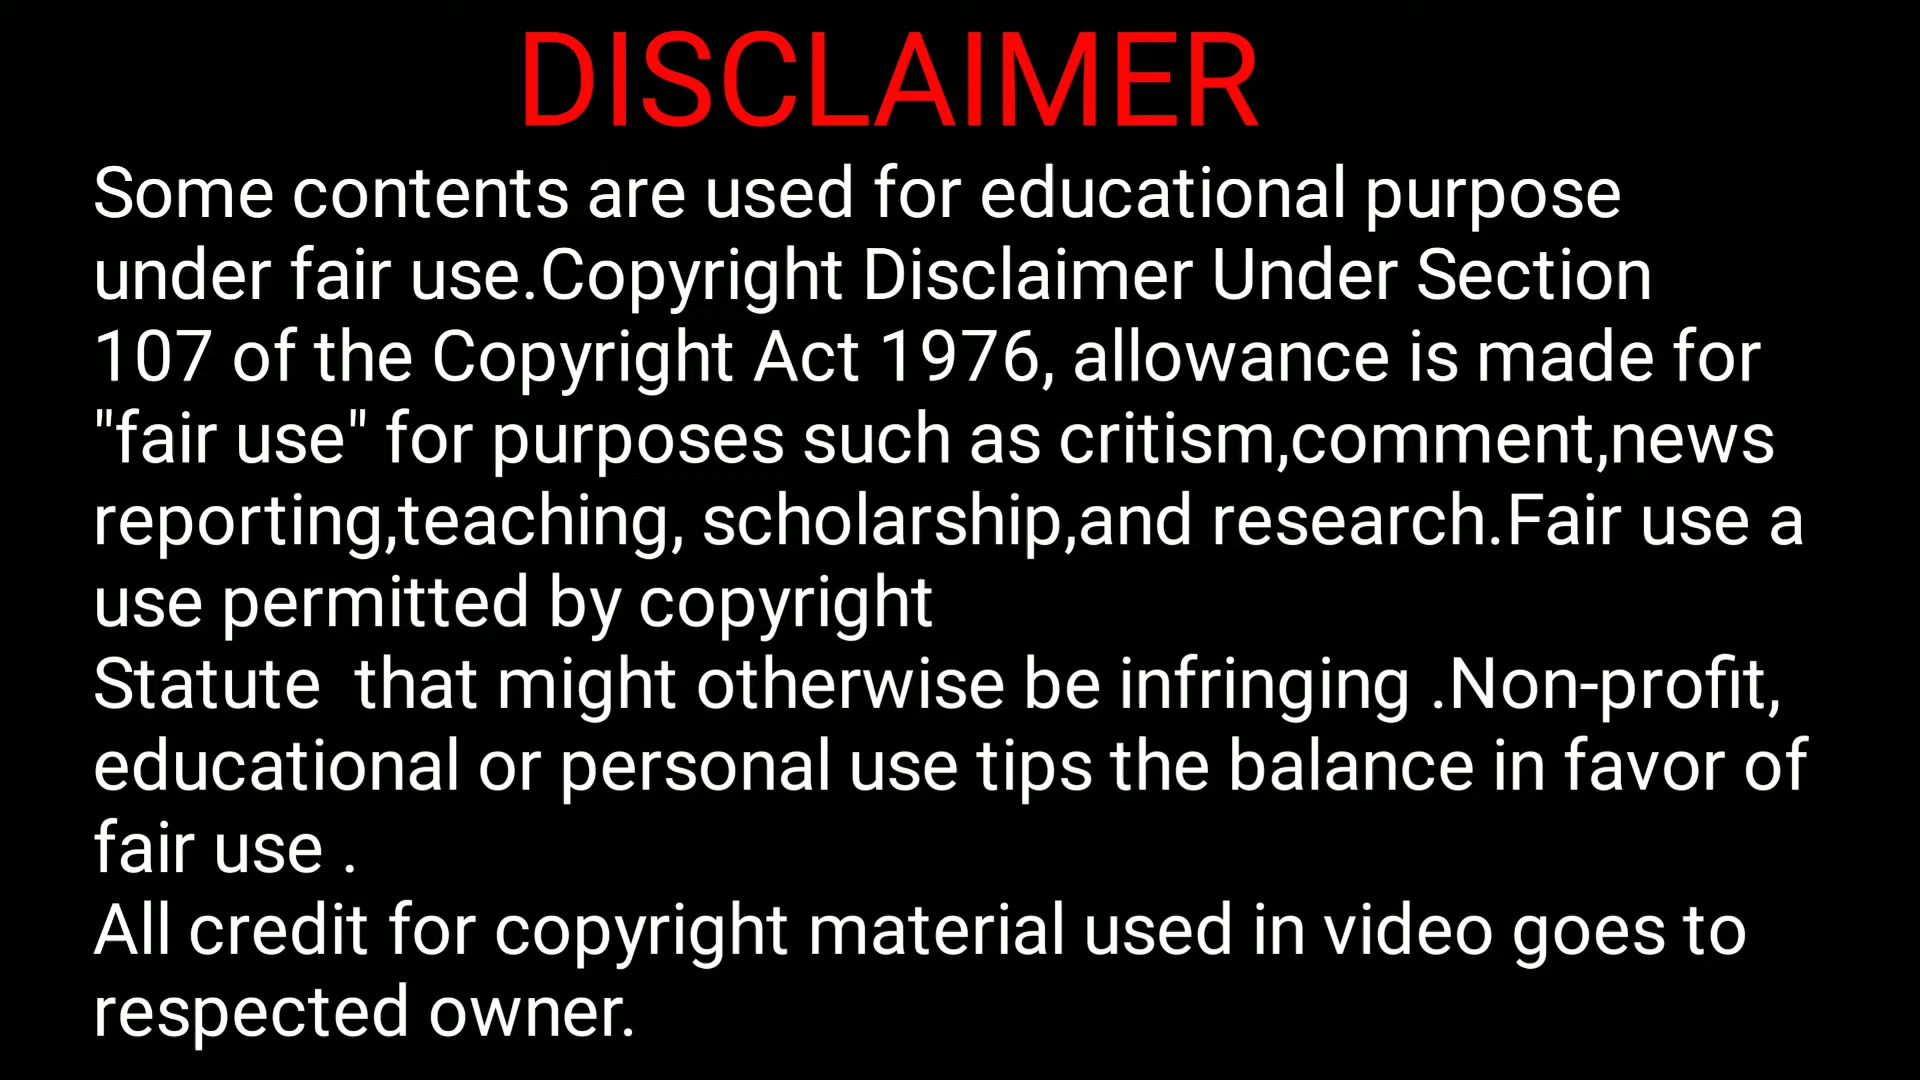 DISCLAIMER
Some contents are used for educational purpose
under fair use.Copyright Disclaimer Under Section
107 of the Copyright Act 1976, allowance is made for
"fair use" for purposes such as critism,comment,news
reporting,teaching, scholarship,and research.Fair use a
use permitted by copyright
Statute  that might otherwise be infringing .Non-profit,
educational or personal use tips the balance in favor of
fair use .
All credit for copyright material used in video goes to
respected owner.